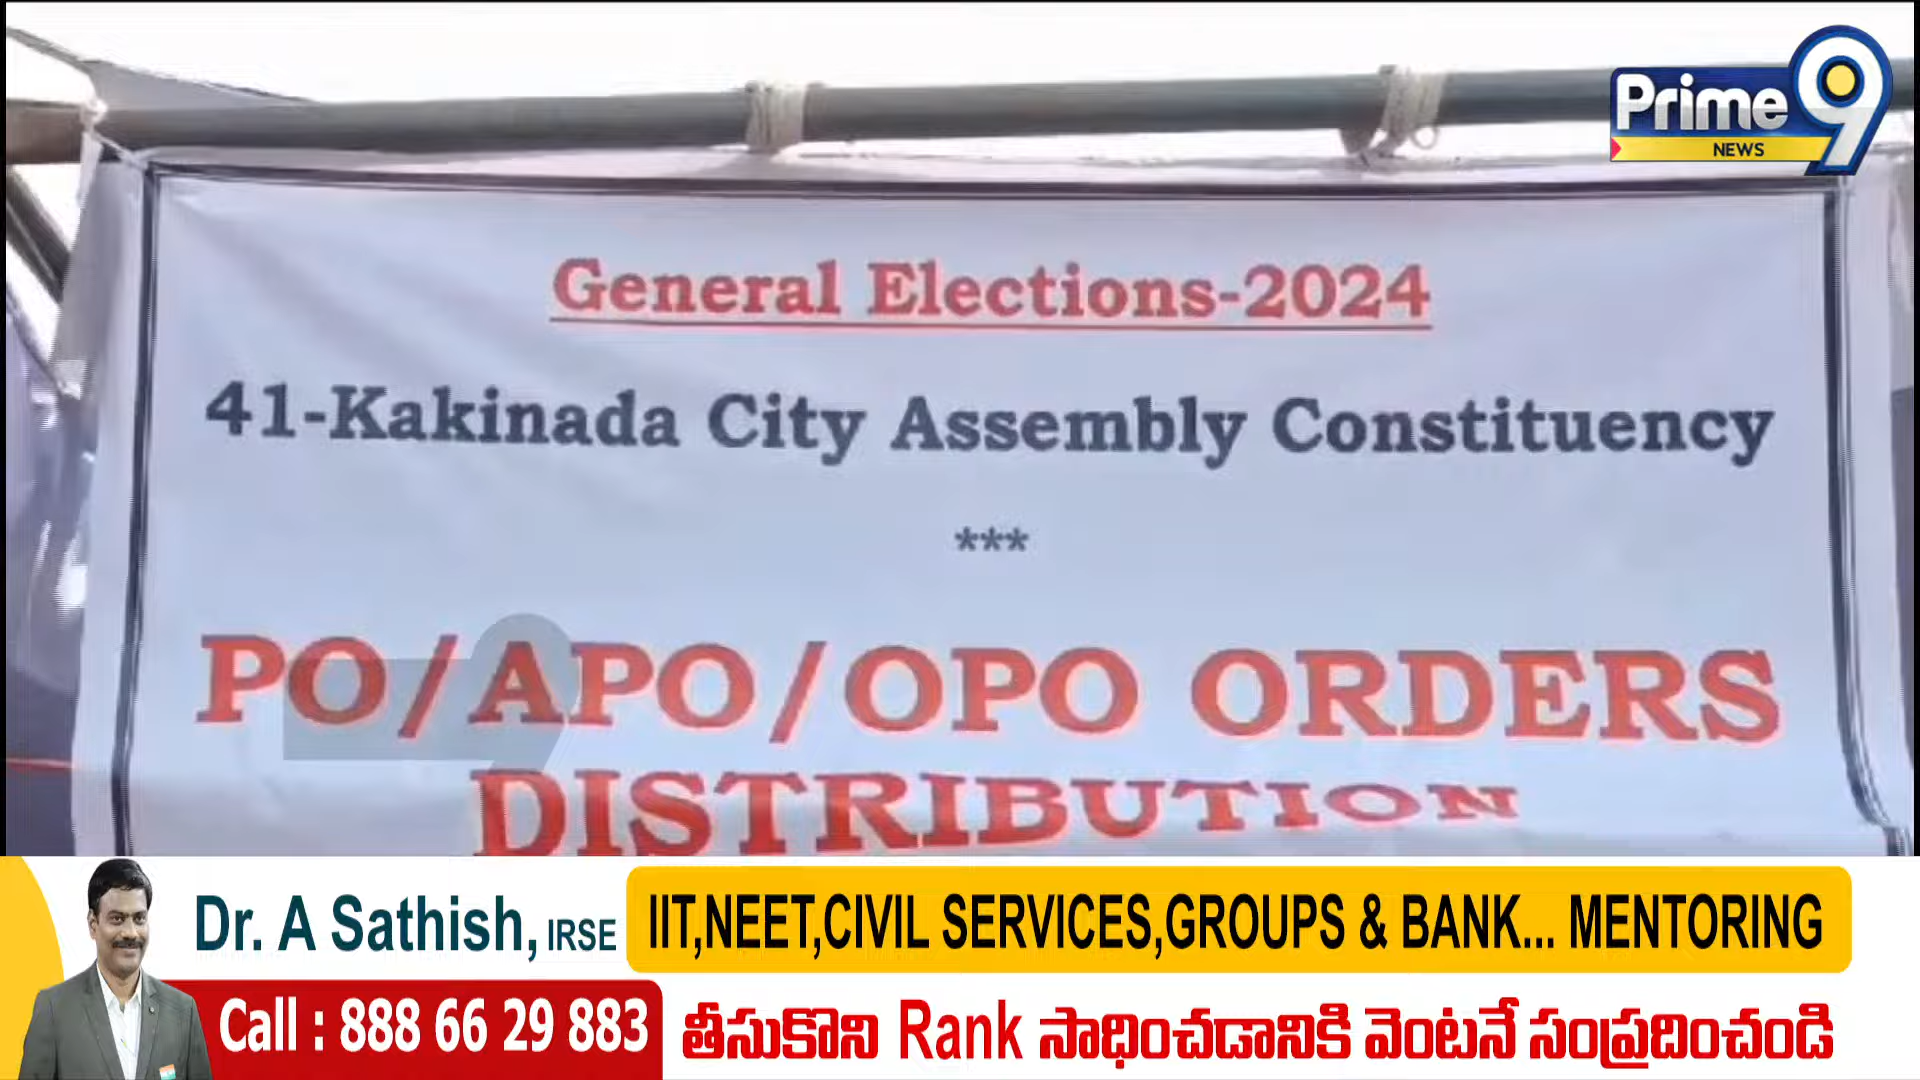 Prime 9
NEWS
General Elections-2024
41-Kakinada City Assembly Constituency
***
PO/APO/OPO ORDERS
DISTRIBUTION
Dr. A Sathish, IRSE
IIT,NEET,CIVIL SERVICES,GROUPS & BANK... MENTORING
Call : 888 66 29 883
తీసుకొని Rank సాధించడానికి వెంటనే సంప్రదించండి